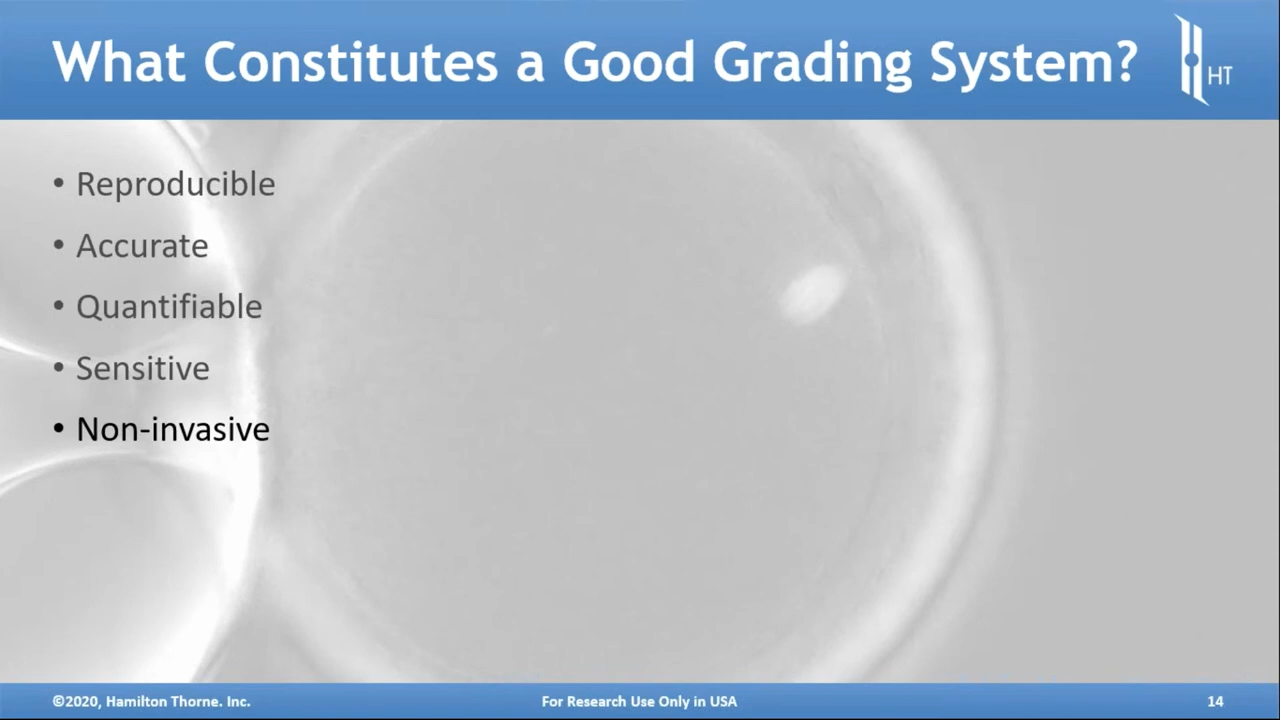 What Constitutes a Good Grading System?
HT
• Reproducible
• Accurate
• Quantifiable
• Sensitive
• Non-invasive
©2020, Hamilton Thorne. Inc.
For Research Use Only in USA
14